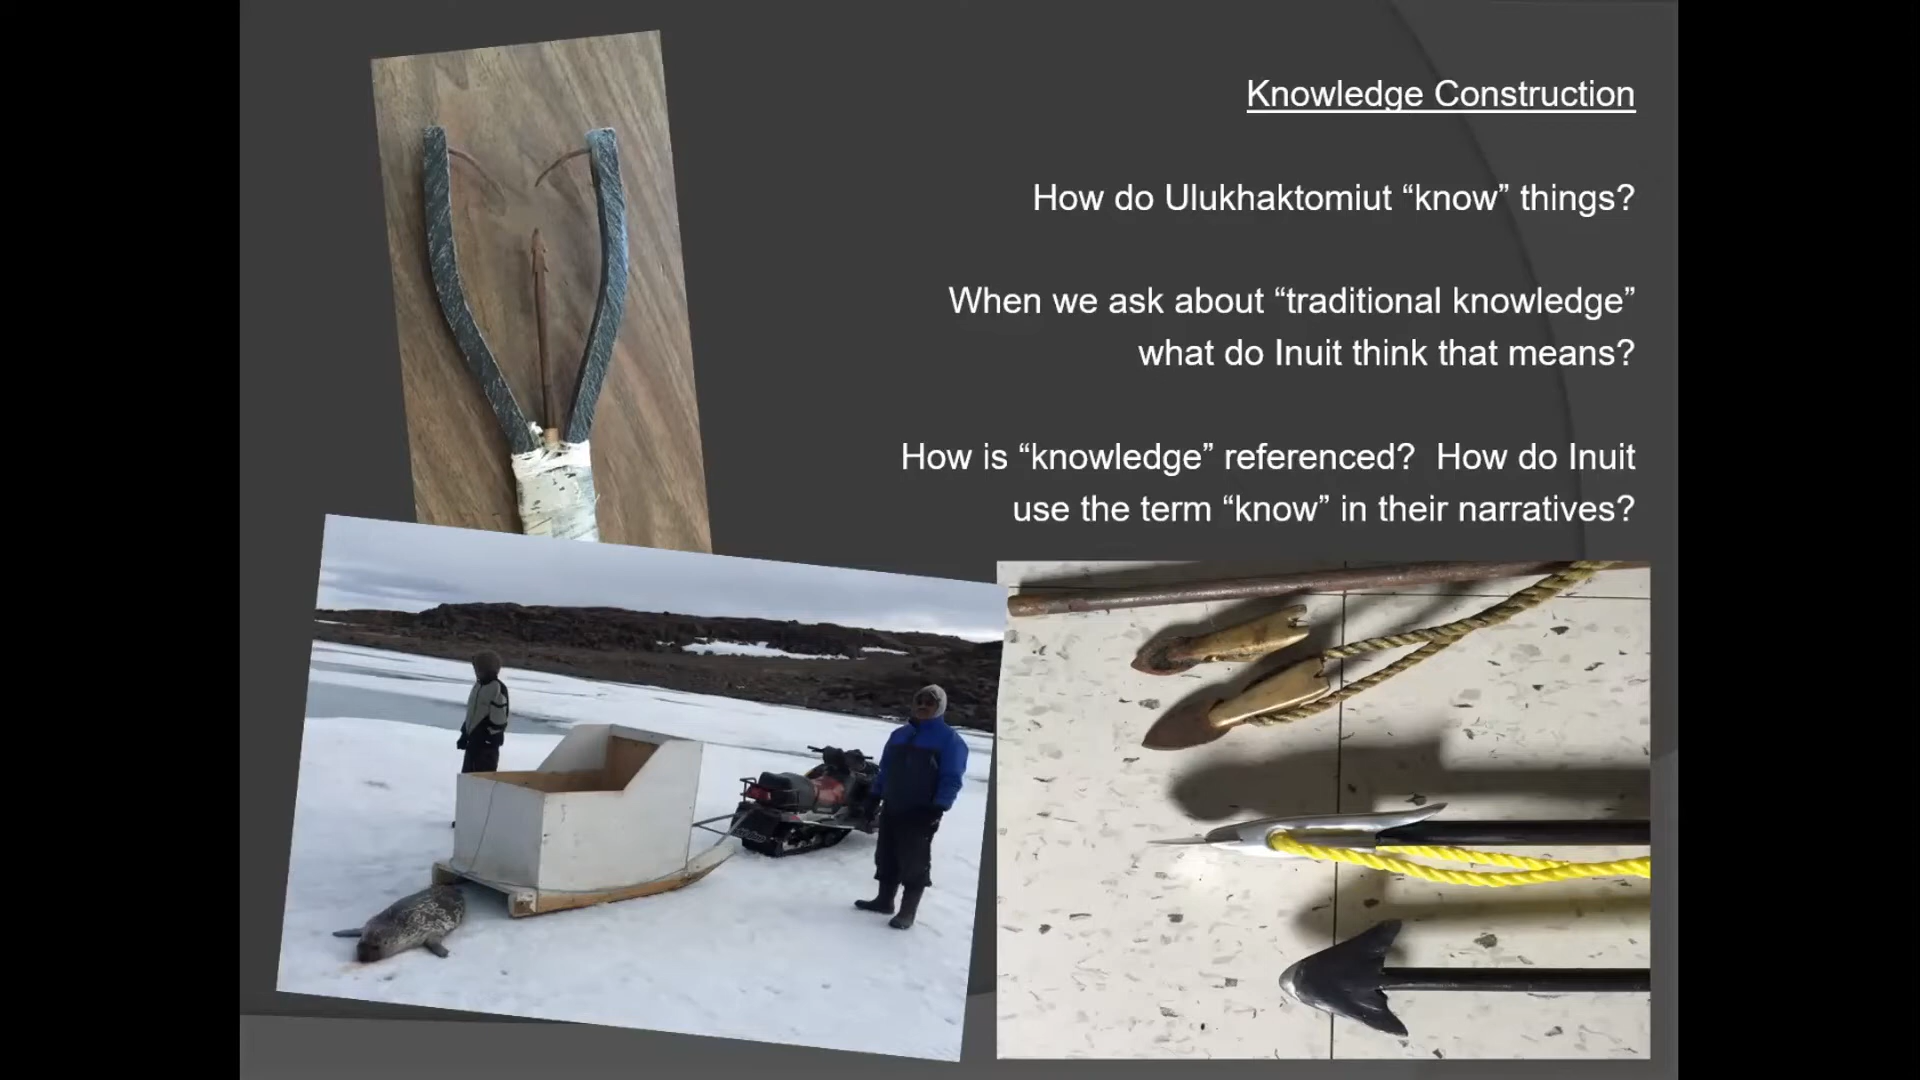 Knowledge Construction
How do Ulukhaktomiut “know” things?
When we ask about “traditional knowledge”
what do Inuit think that means?
How is “knowledge” referenced?  How do Inuit
use the term “know” in their narratives?